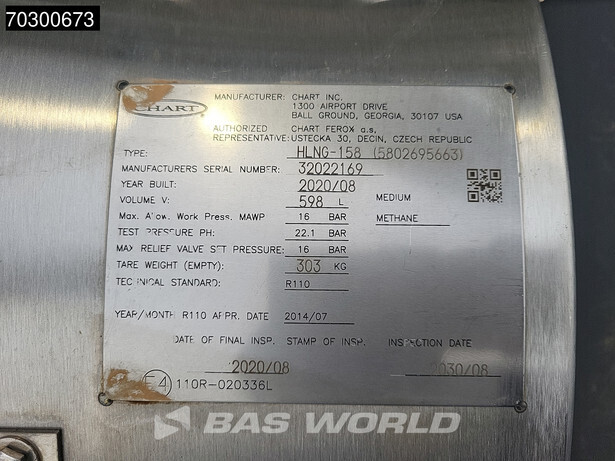 70300673
CHART
MANUFACTURER: CHART INC.
1300 AIRPORT DRIVE
BALL GROUND, GEORGIA, 30107 USA
AUTHORIZED CHART FEROX a.s,
REPRESENTATIVE: USTECKA 30, DECIN, CZECH REPUBLIC
TYPE: HLNG-158 (5802695663)
MANUFACTURERS SERIAL NUMBER: 32022169
YEAR BUILT: 2020/08
VOLUME V: 598 L MEDIUM
Max. Allow. Work Press. MAWP 16 BAR METHANE
TEST PRESSURE PH: 22.1 BAR
MAX RELIEF VALVE SET PRESSURE: 16 BAR
TARE WEIGHT (EMPTY): 303 KG
TECHNICAL STANDARD: R110
YEAR/MONTH R110 APPR. DATE 2014/07
DATE OF FINAL INSP. STAMP OF INSP. INSPECTION DATE
2020/08 2030/08
E4 110R-020336L
BAS WORLD